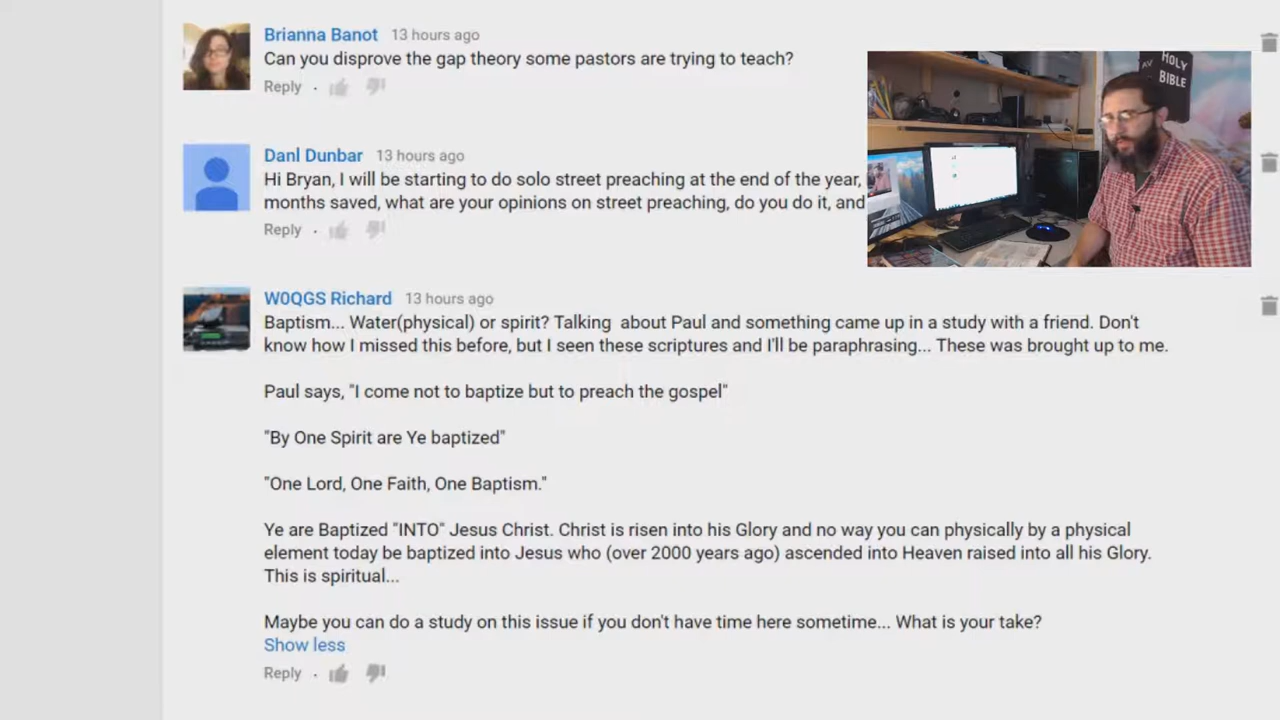 Brianna Banot 13 hours ago
Can you disprove the gap theory some pastors are trying to teach?
Reply
Danl Dunbar 13 hours ago
Hi Bryan, I will be starting to do solo street preaching at the end of the year,
months saved, what are your opinions on street preaching, do you do it, and
Reply
HOLY
AV BIBLE
W0QGS Richard 13 hours ago
Baptism... Water(physical) or spirit? Talking about Paul and something came up in a study with a friend. Don't
know how I missed this before, but I seen these scriptures and I'll be paraphrasing... These was brought up to me.
Paul says, "I come not to baptize but to preach the gospel"
"By One Spirit are Ye baptized"
"One Lord, One Faith, One Baptism."
Ye are Baptized "INTO" Jesus Christ. Christ is risen into his Glory and no way you can physically by a physical
element today be baptized into Jesus who (over 2000 years ago) ascended into Heaven raised into all his Glory.
This is spiritual...
Maybe you can do a study on this issue if you don't have time here sometime... What is your take?
Show less
Reply